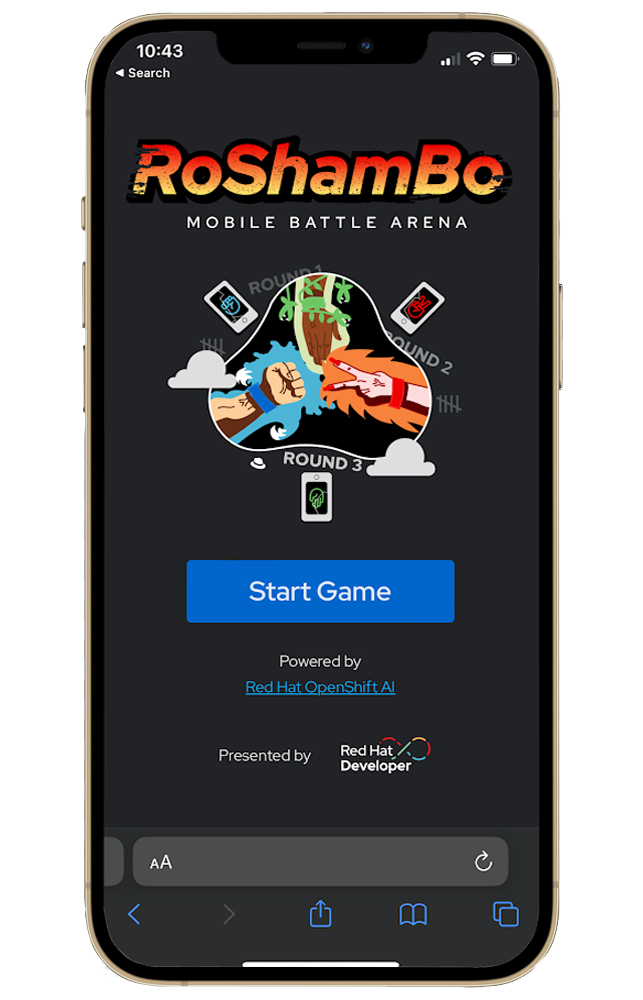 10:43
◀ Search
RoShamBo
MOBILE BATTLE ARENA
ROUND 1
ROUND 2
ROUND 3
Start Game
Powered by
Red Hat OpenShift AI
Presented by
Red Hat
Developer
AA